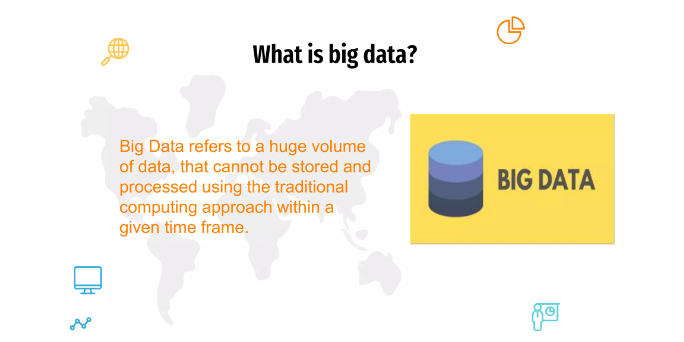 What is big data?
Big Data refers to a huge volume
of data, that cannot be stored and
processed using the traditional
computing approach within a
given time frame.
BIG DATA